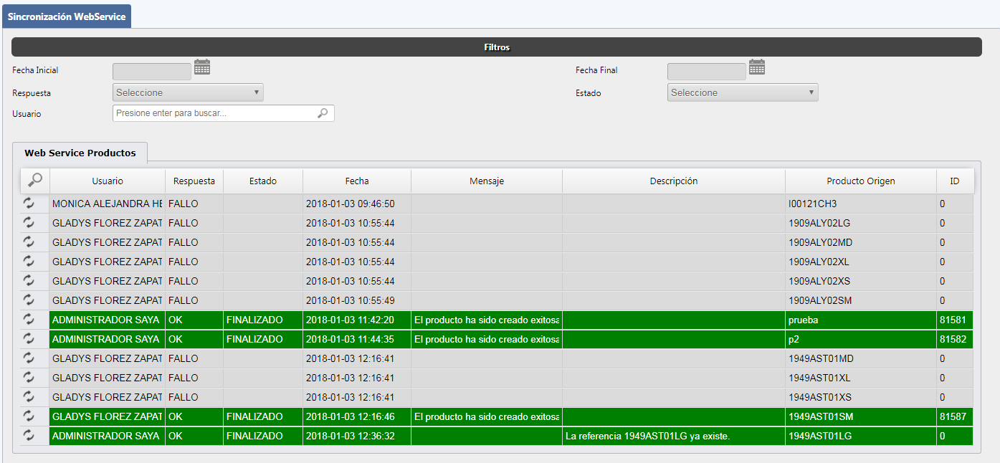 Sincronización WebService
Filtros
Fecha Inicial Fecha Final
Respuesta Seleccione Estado Seleccione
Usuario Presione enter para buscar...
Web Service Productos
Usuario Respuesta Estado Fecha Mensaje Descripción Producto Origen ID
MONICA ALEJANDRA HE FALLO 2018-01-03 09:46:50 I00121CH3 0
GLADYS FLOREZ ZAPAT FALLO 2018-01-03 10:55:44 1909ALY02LG 0
GLADYS FLOREZ ZAPAT FALLO 2018-01-03 10:55:44 1909ALY02MD 0
GLADYS FLOREZ ZAPAT FALLO 2018-01-03 10:55:44 1909ALY02XL 0
GLADYS FLOREZ ZAPAT FALLO 2018-01-03 10:55:44 1909ALY02XS 0
GLADYS FLOREZ ZAPAT FALLO 2018-01-03 10:55:49 1909ALY02SM 0
ADMINISTRADOR SAYA OK FINALIZADO 2018-01-03 11:42:20 El producto ha sido creado exitosa prueba 81581
ADMINISTRADOR SAYA OK FINALIZADO 2018-01-03 11:44:35 El producto ha sido creado exitosa p2 81582
GLADYS FLOREZ ZAPAT FALLO 2018-01-03 12:16:41 1949AST01MD 0
GLADYS FLOREZ ZAPAT FALLO 2018-01-03 12:16:41 1949AST01XL 0
GLADYS FLOREZ ZAPAT FALLO 2018-01-03 12:16:41 1949AST01XS 0
GLADYS FLOREZ ZAPAT OK FINALIZADO 2018-01-03 12:16:46 El producto ha sido creado exitosa 1949AST01SM 81587
ADMINISTRADOR SAYA OK FINALIZADO 2018-01-03 12:36:32 La referencia 1949AST01LG ya existe. 1949AST01LG 0